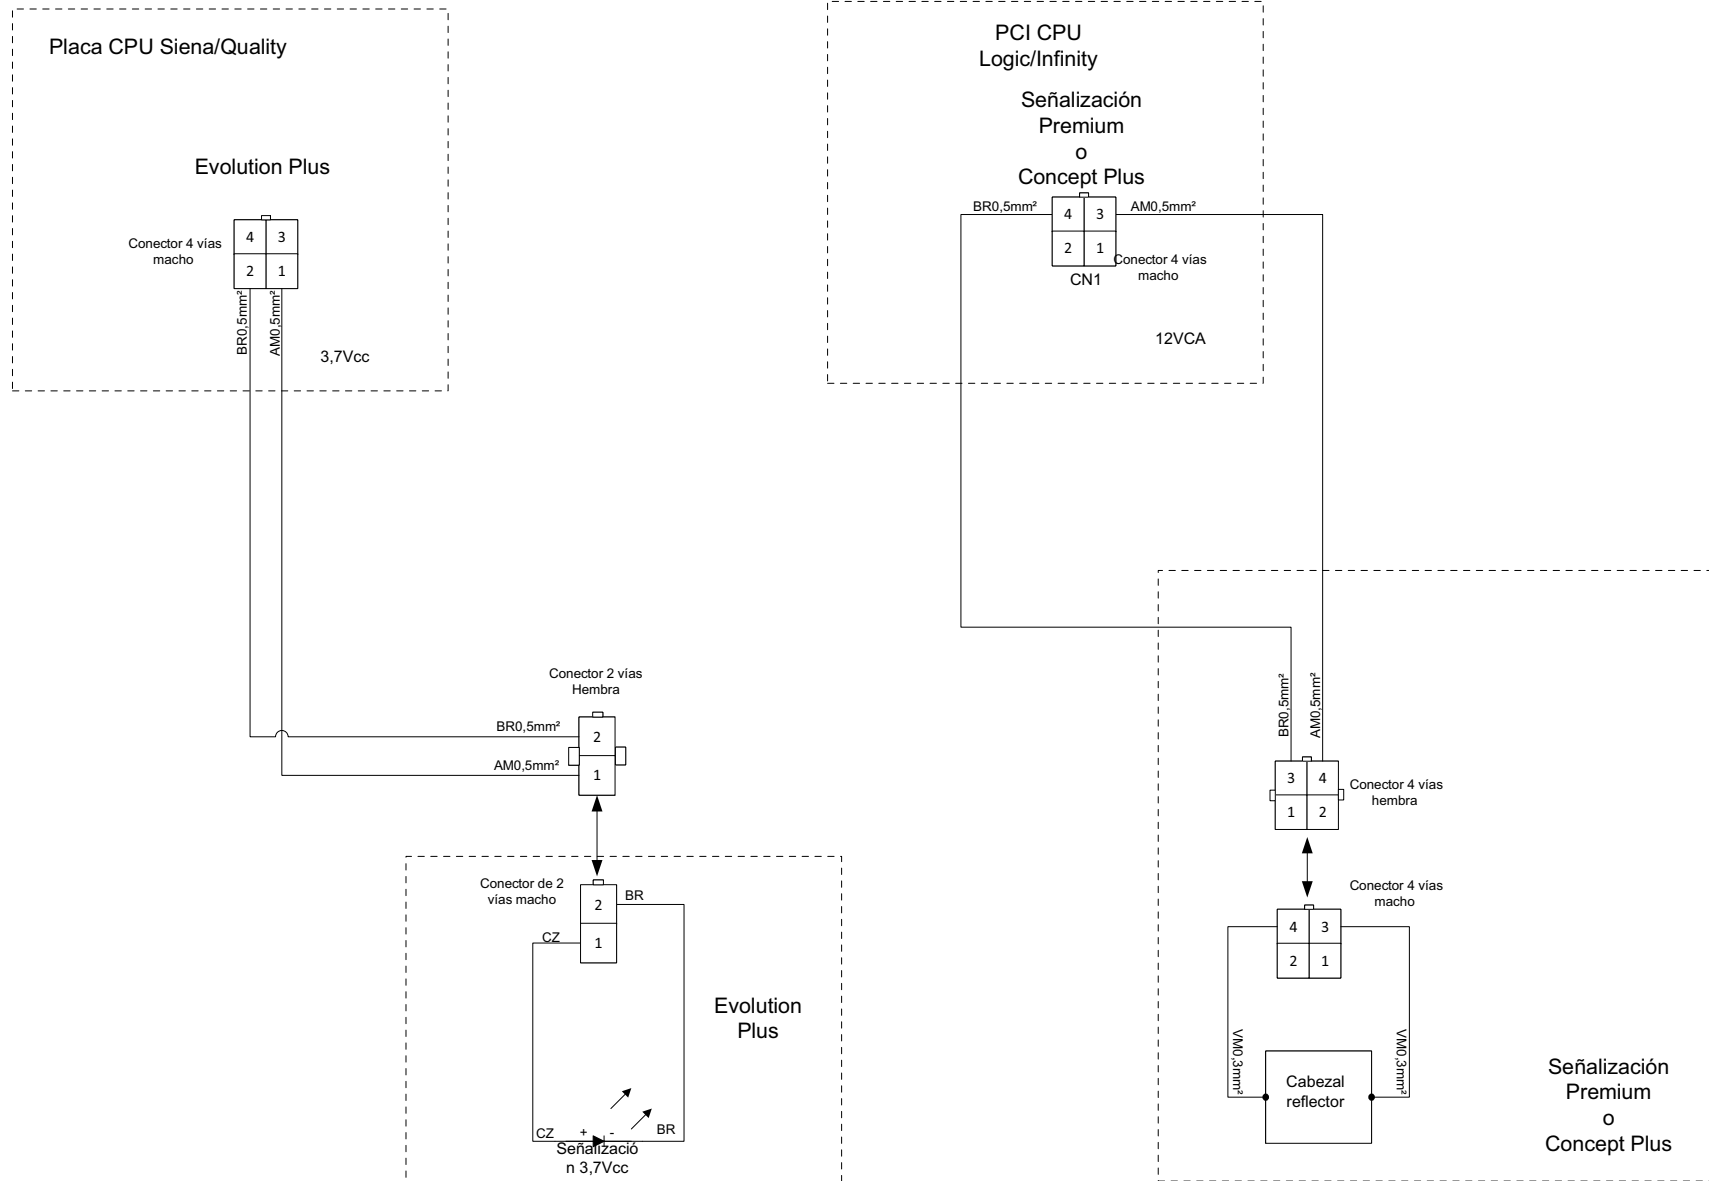 Placa CPU Siena/Quality
Evolution Plus
Conector 4 vías
macho
4
3
2
1
BR0,5mm²
AM0,5mm²
3,7Vcc
Conector 2 vías
Hembra
BR0,5mm²
2
AM0,5mm²
1
Conector de 2
vías macho
2
BR
CZ
1
Evolution
Plus
CZ
+
-
BR
Señalizació
n 3,7Vcc
PCI CPU
Logic/Infinity
Señalización
Premium
o
Concept Plus
BR0,5mm²
4
3
AM0,5mm²
2
1
Conector 4 vías
macho
CN1
12VCA
BR0,5mm²
AM0,5mm²
3
4
1
2
Conector 4 vías
hembra
Conector 4 vías
macho
4
3
2
1
VM0,3mm²
VM0,3mm²
Cabezal
reflector
Señalización
Premium
o
Concept Plus